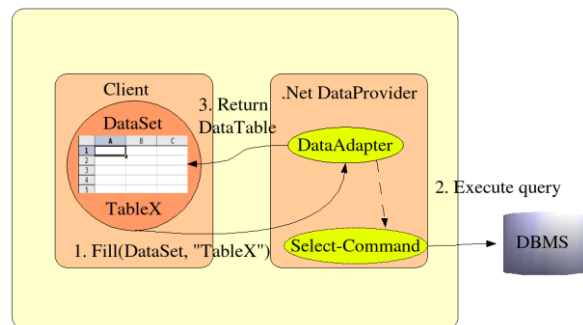 Client
.Net DataProvider
3. Return
DataTable
DataSet
A B C
1
2
3
4
5
TableX
DataAdapter
2. Execute query
1. Fill(DataSet, "TableX")
Select-Command
DBMS